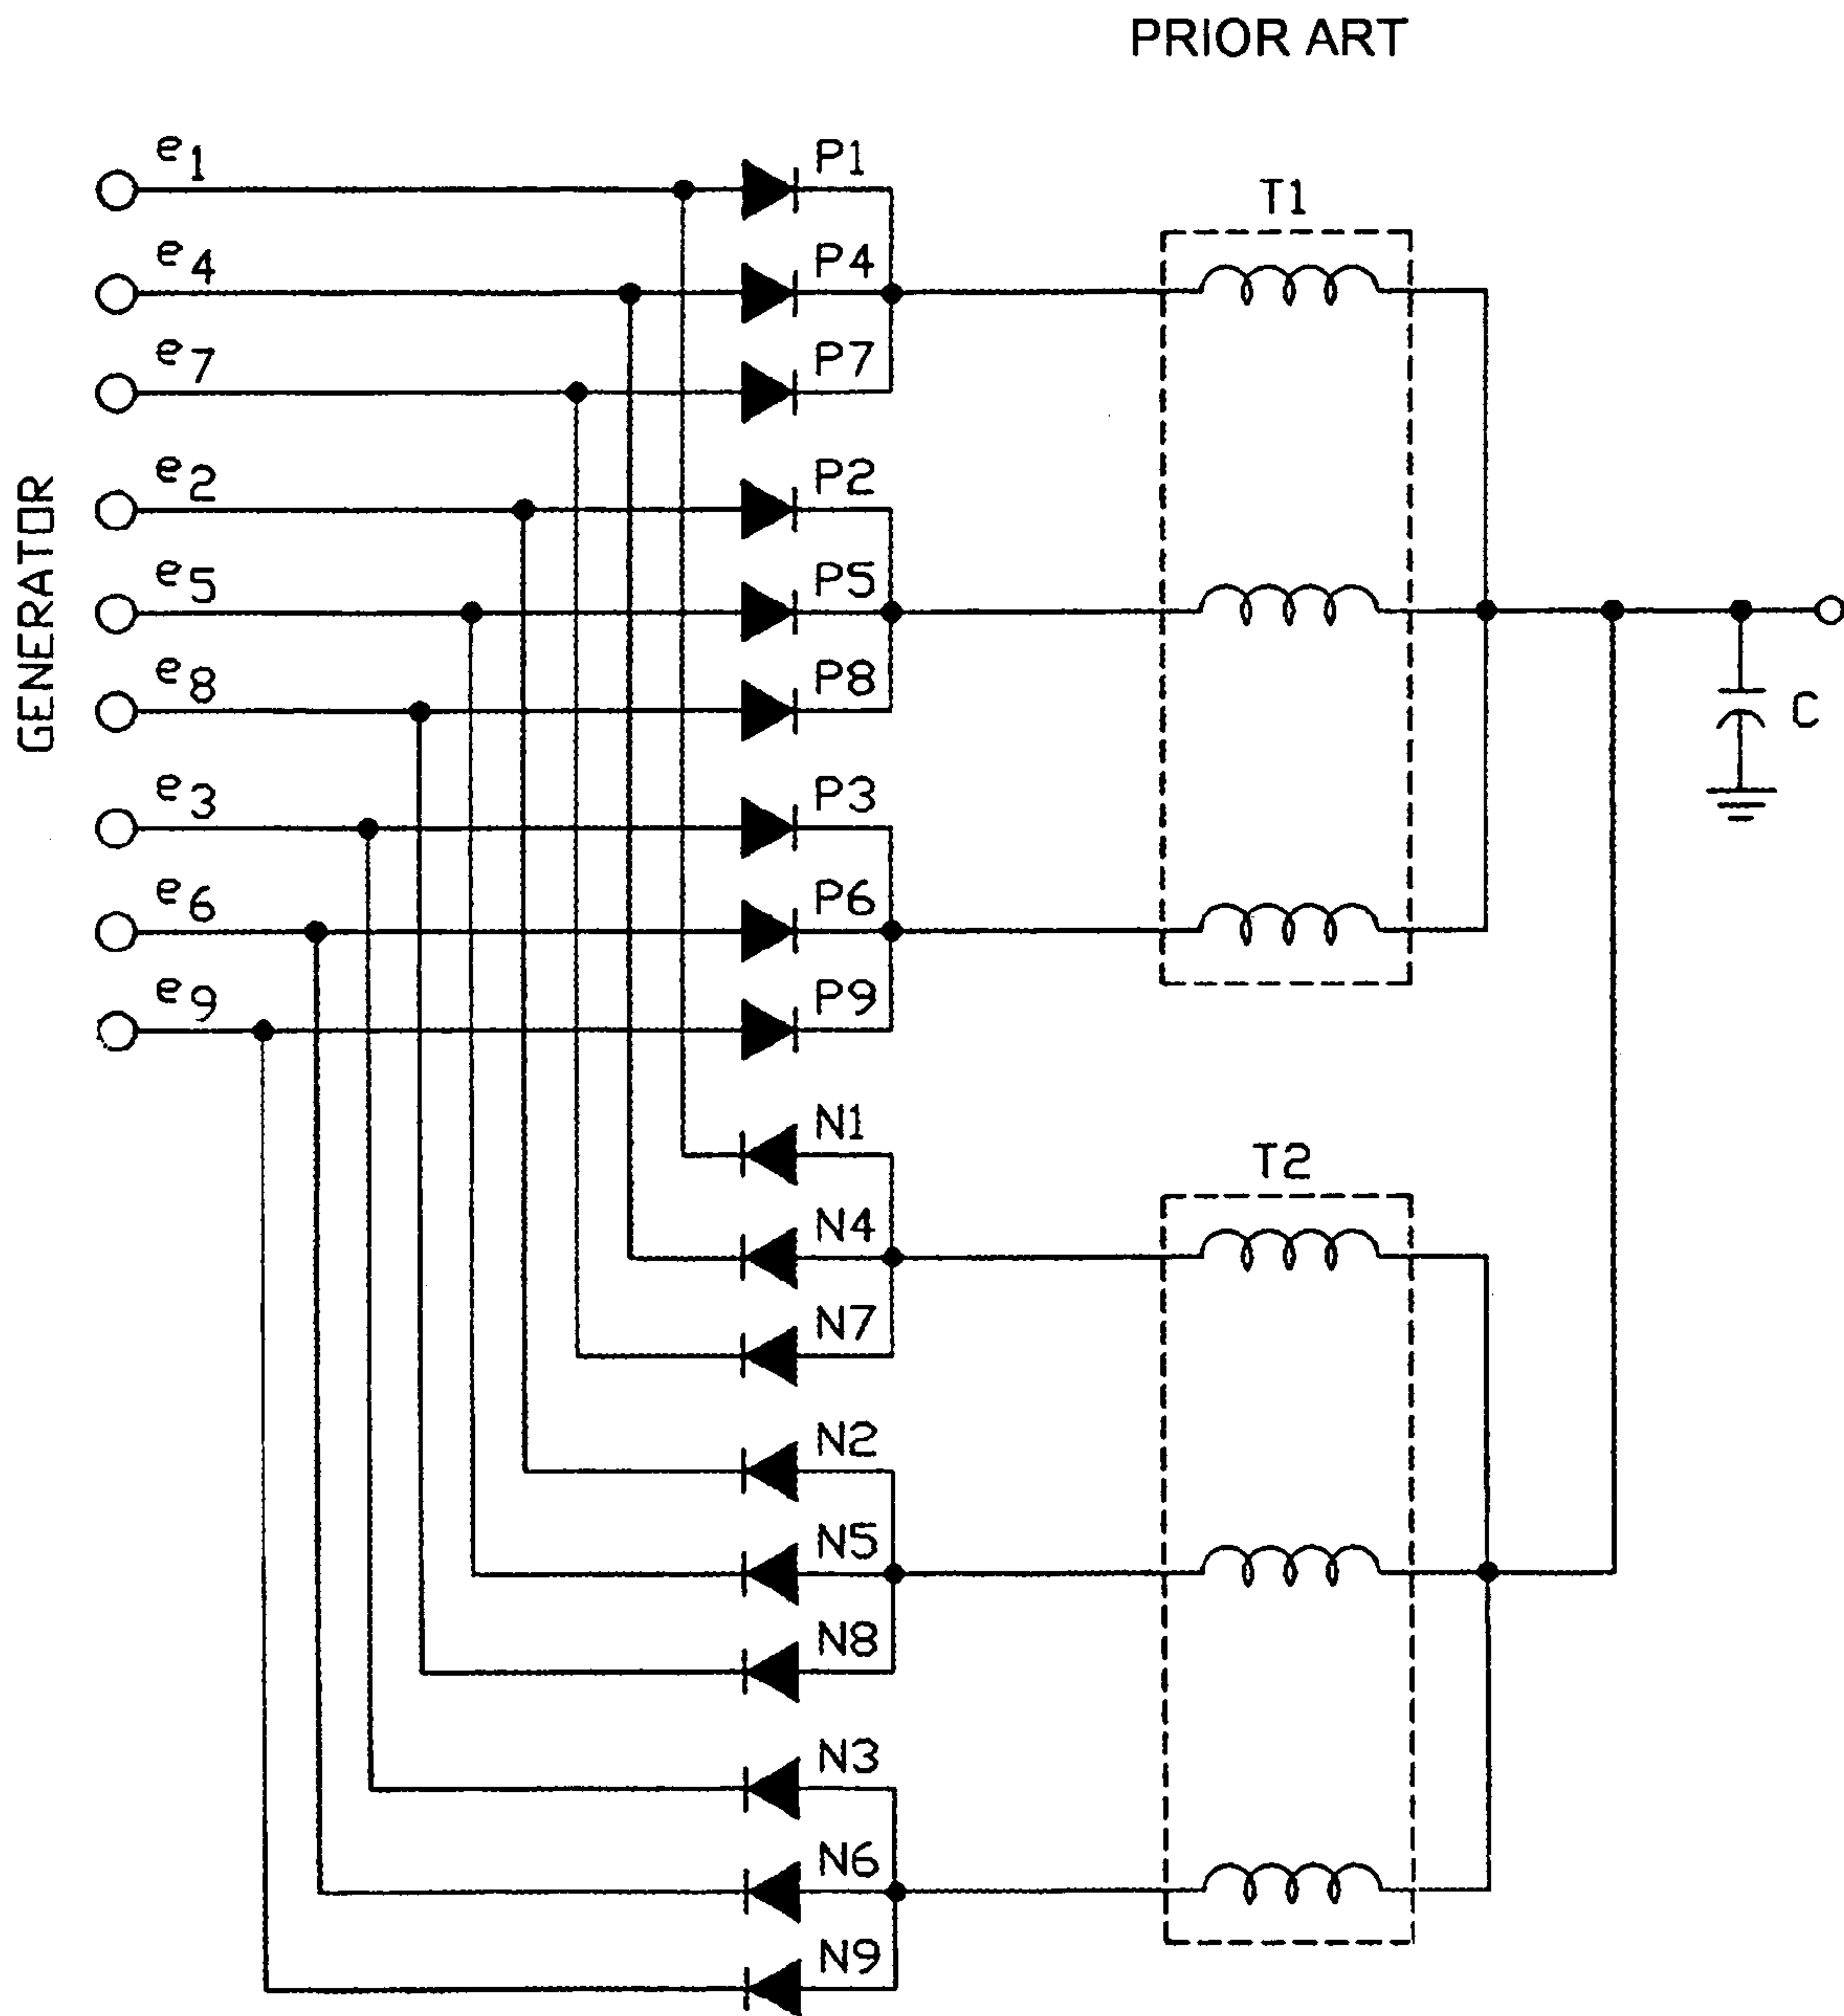 PRIOR ART
GENERATOR
e1
P1
T1
e4
P4
e7
P7
e2
P2
e5
P5
e8
P8
C
e3
P3
e6
P6
e9
P9
N1
T2
N4
N7
N2
N5
N8
N3
N6
N9